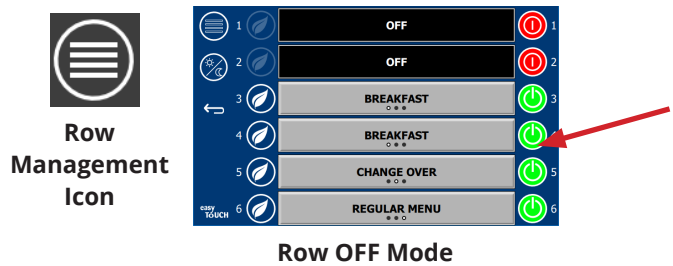 1 OFF 1
2 OFF 2
3 BREAKFAST 3
4 BREAKFAST
5 CHANGE OVER 5
easy TOUCH 6 REGULAR MENU 6
Row
Management
Icon
Row OFF Mode